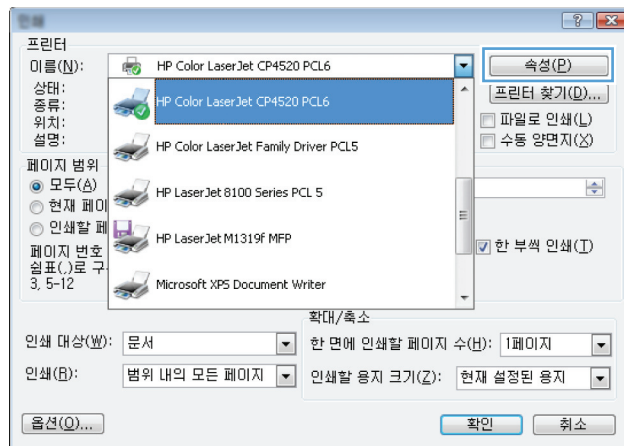 인쇄
프린터
이름(N): HP Color LaserJet CP4520 PCL6 속성(P)
상태: HP Color LaserJet CP4520 PCL6 프린터 찾기(D)...
종류:
위치: 파일로 인쇄(L)
설명: HP Color LaserJet Family Driver PCL5 수동 양면지(X)
페이지 범위
모두(A) HP LaserJet 8100 Series PCL 5
현재 페이
인쇄할 페 HP LaserJet M1319f MFP 한 부씩 인쇄(T)
페이지 번호
쉼표(,)로 구
3, 5-12 Microsoft XPS Document Writer
확대/축소
인쇄 대상(W): 문서 한 면에 인쇄할 페이지 수(H): 1페이지
인쇄(R): 범위 내의 모든 페이지 인쇄할 용지 크기(Z): 현재 설정된 용지
옵션(O)... 확인 취소